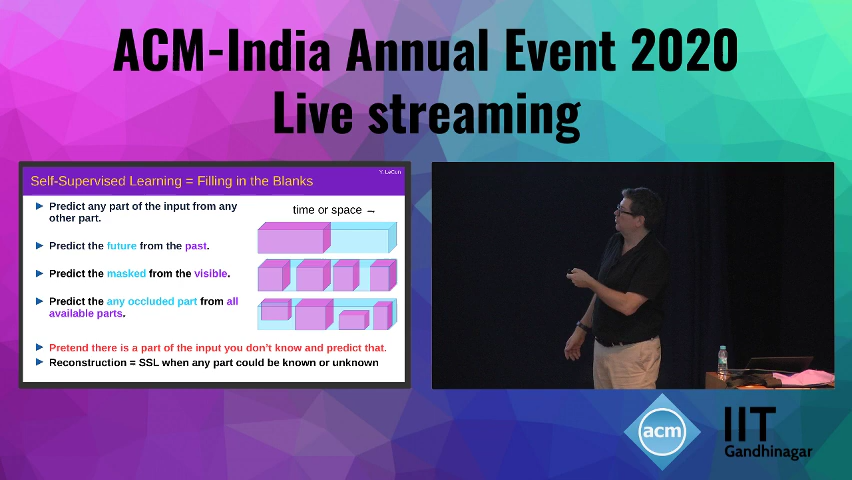 ACM-India Annual Event 2020
Live streaming
Y. LeCun
Self-Supervised Learning = Filling in the Blanks
Predict any part of the input from any
other part.
Predict the future from the past.
Predict the masked from the visible.
Predict the any occluded part from all
available parts.
time or space →
Pretend there is a part of the input you don't know and predict that.
Reconstruction = SSL when any part could be known or unknown
acm
IIT
Gandhinagar